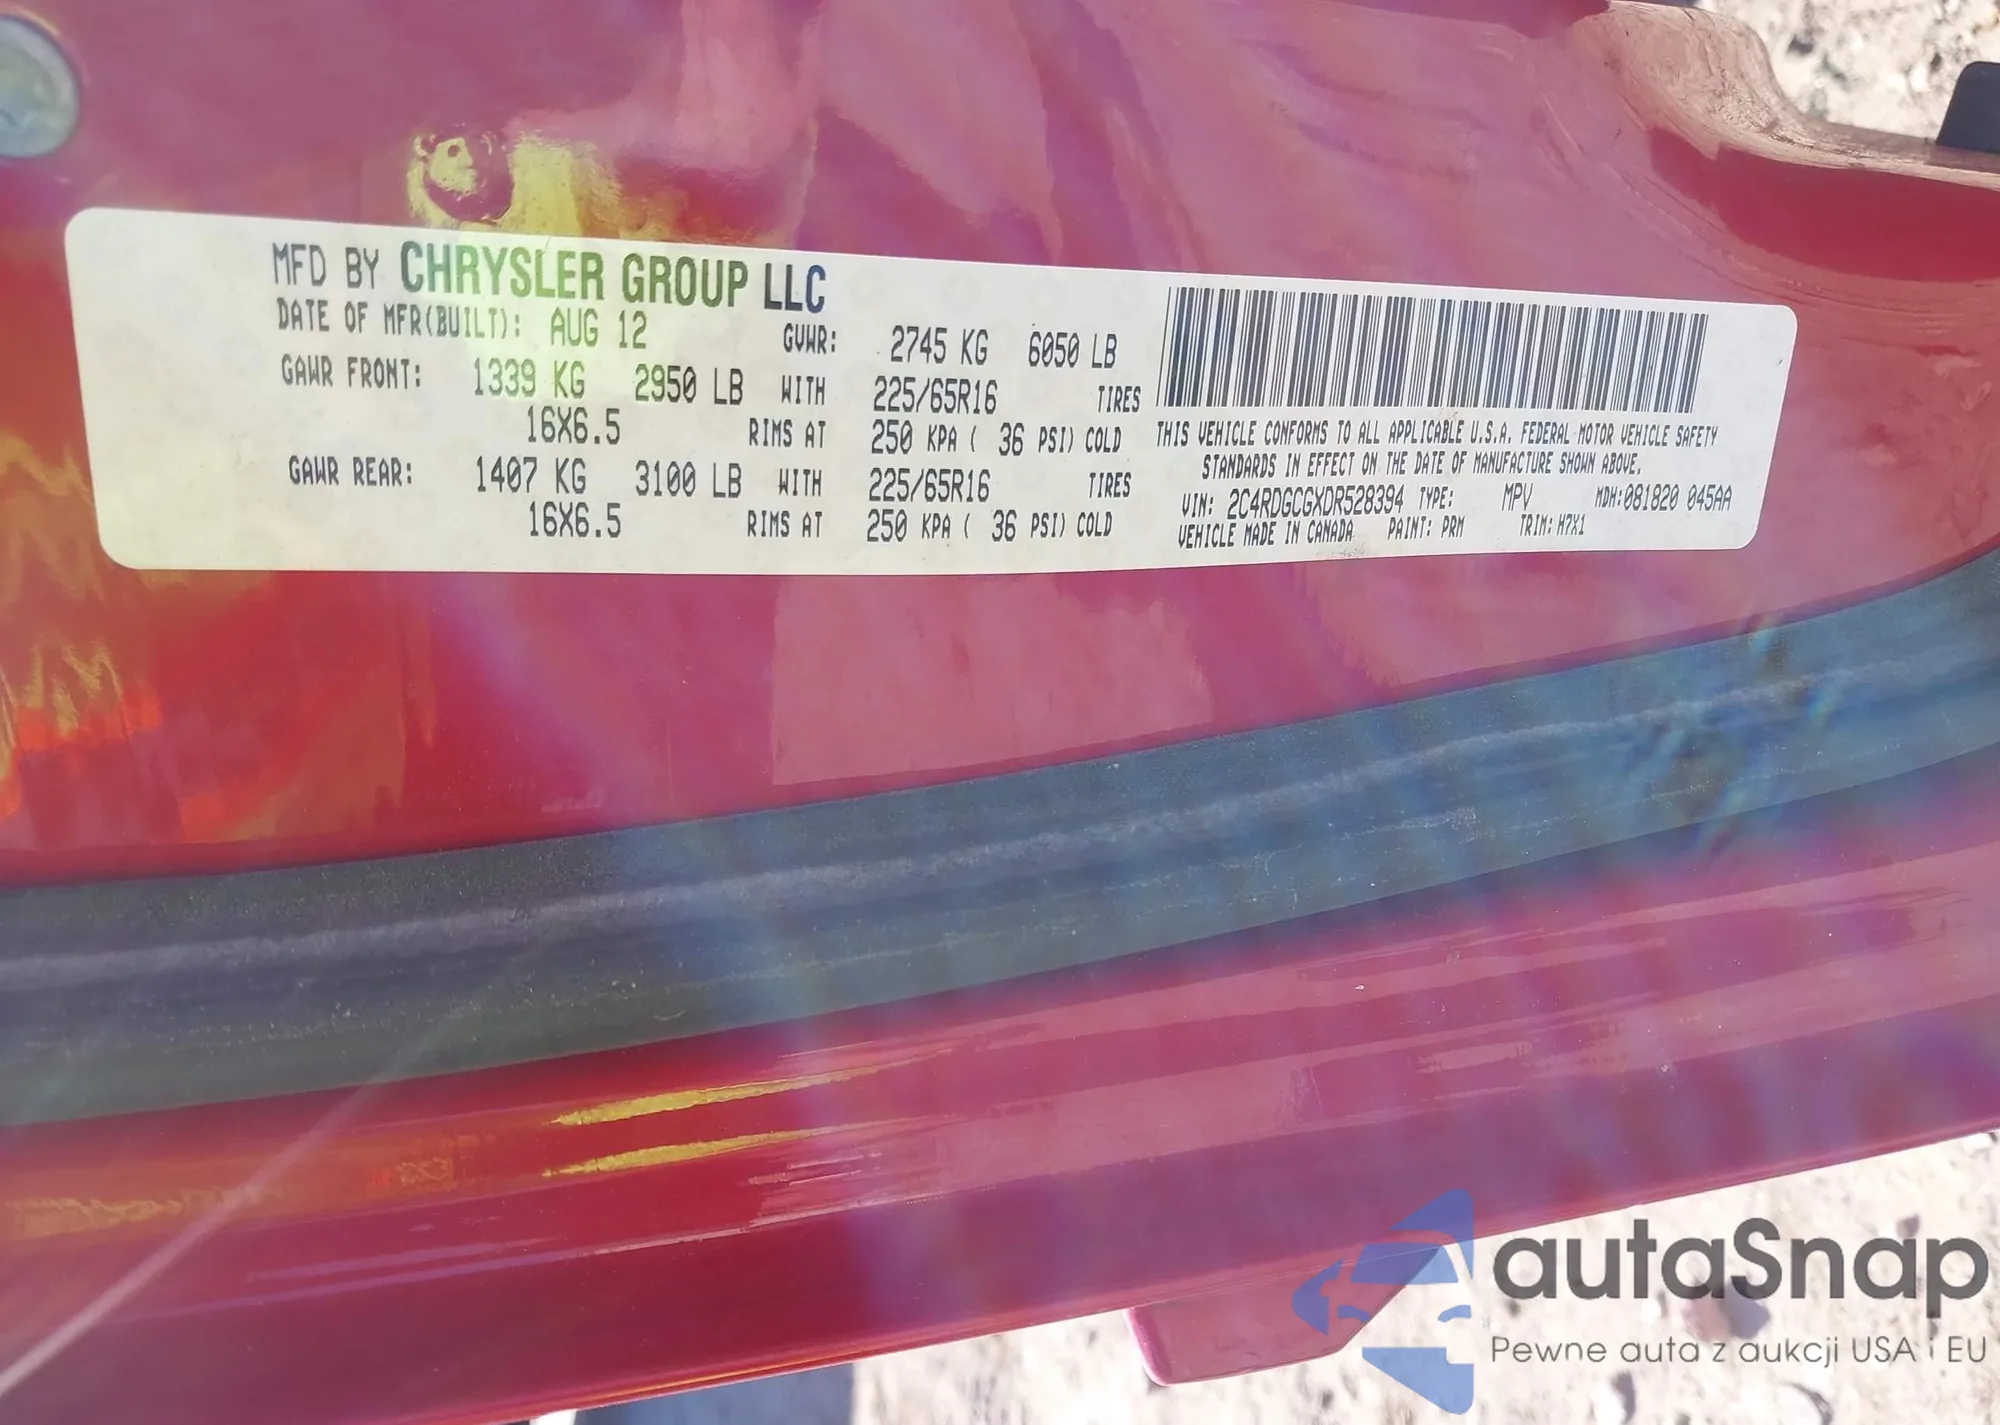 MFD BY CHRYSLER GROUP LLC
DATE OF MFR(BUILT): AUG 12 GVWR: 2745 KG 6050 LB
GAWR FRONT: 1339 KG 2950 LB WITH 225/65R16 TIRES
16X6.5 RIMS AT 250 KPA ( 36 PSI) COLD
GAWR REAR: 1407 KG 3100 LB WITH 225/65R16 TIRES
16X6.5 RIMS AT 250 KPA ( 36 PSI) COLD
THIS VEHICLE CONFORMS TO ALL APPLICABLE U.S.A. FEDERAL MOTOR VEHICLE SAFETY
STANDARDS IN EFFECT ON THE DATE OF MANUFACTURE SHOWN ABOVE.
VIN: 2C4RDGCGXDR528394 TYPE: MPV MDH:081820 045AA
VEHICLE MADE IN CANADA PAINT: PRM TRIM: H7X1
autaSnap
Pewne auta z aukcji USA i EU